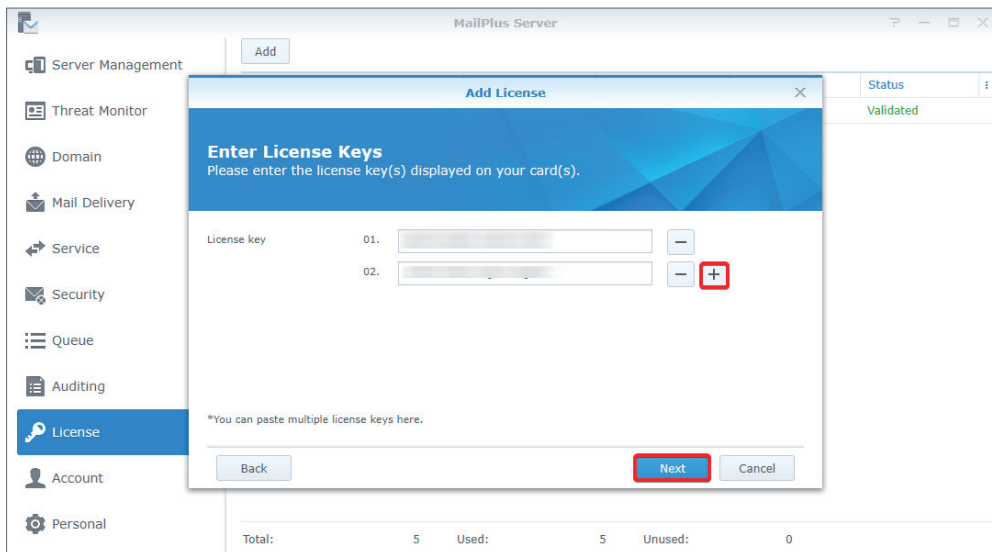 MailPlus Server
Server Management
Threat Monitor
Domain
Mail Delivery
Service
Security
Queue
Auditing
License
Account
Personal
Add
Status
Validated
Add License
Enter License Keys
Please enter the license key(s) displayed on your card(s).
License key 01.
02.
*You can paste multiple license keys here.
Back Next Cancel
Total: 5 Used: 5 Unused: 0